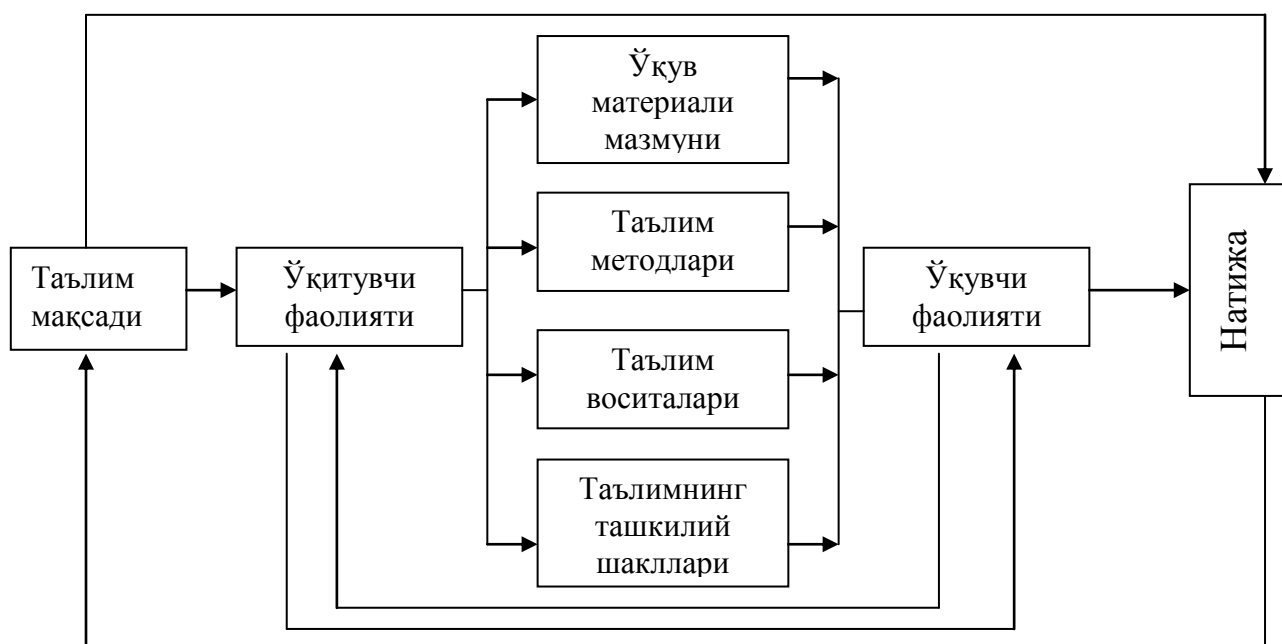 Ўқув
материали
мазмуни
Таълим
мақсади
Ўқитувчи
фаолияти
Таълим
методлари
Таълим
воситалари
Таълимнинг
ташкилий
шакллари
Ўқувчи
фаолияти
Натижа